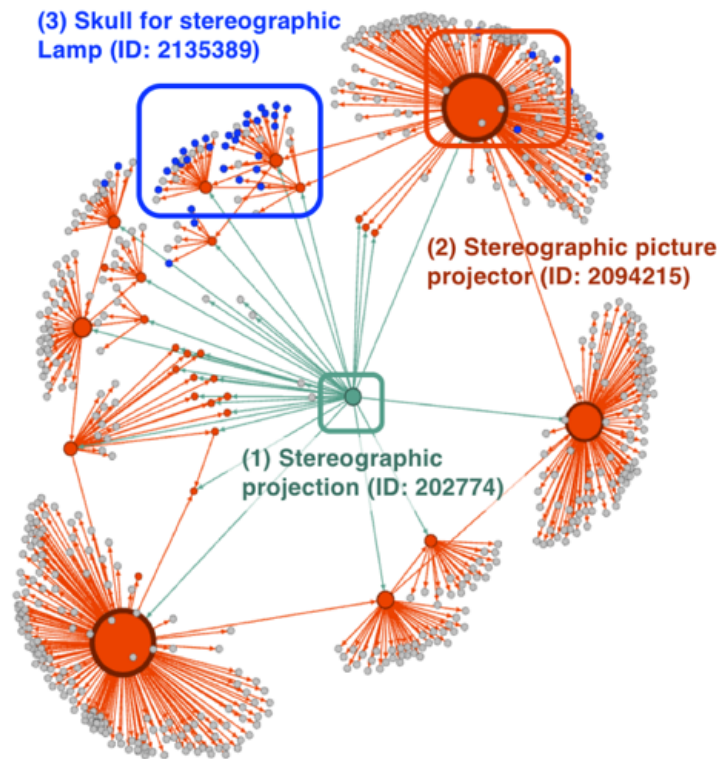 (3) Skull for stereographic
Lamp (ID: 2135389)
(2) Stereographic picture
projector (ID: 2094215)
(1) Stereographic
projection (ID: 202774)